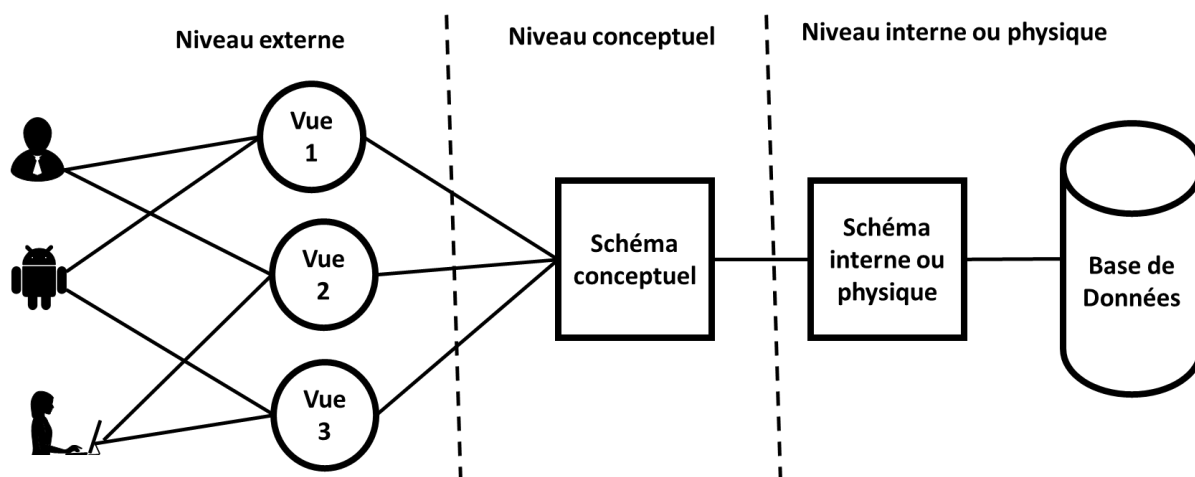 Niveau externe
Niveau conceptuel
Niveau interne ou physique
Vue
1
Vue
2
Vue
3
Schéma
conceptuel
Schéma
interne ou
physique
Base de
Données